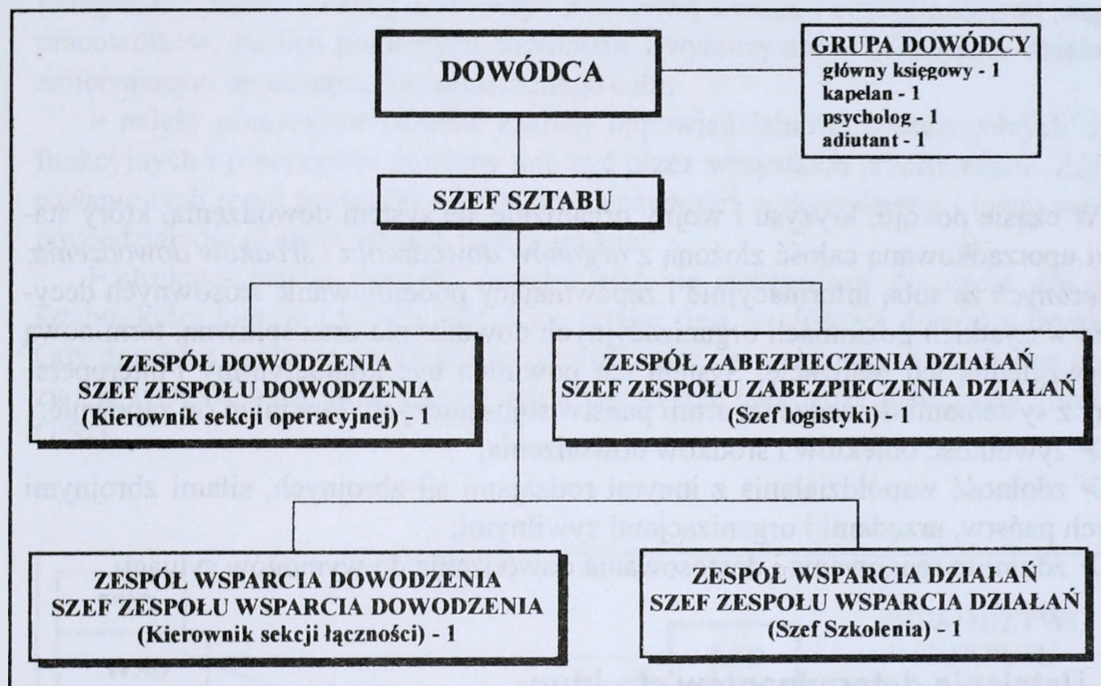 DOWÓDCA
GRUPA DOWÓDCY
główny księgowy - 1
kapelan - 1
psycholog - 1
adiutant - 1
SZEF SZTABU
ZESPÓŁ DOWODZENIA
SZEF ZESPOŁU DOWODZENIA
(Kierownik sekcji operacyjnej) - 1
ZESPÓŁ ZABEZPIECZENIA DZIAŁAŃ
SZEF ZESPOŁU ZABEZPIECZENIA DZIAŁAŃ
(Szef logistyki) - 1
ZESPÓŁ WSPARCIA DOWODZENIA
SZEF ZESPOŁU WSPARCIA DOWODZENIA
(Kierownik sekcji łączności) - 1
ZESPÓŁ WSPARCIA DZIAŁAŃ
SZEF ZESPOŁU WSPARCIA DZIAŁAŃ
(Szef Szkolenia) - 1